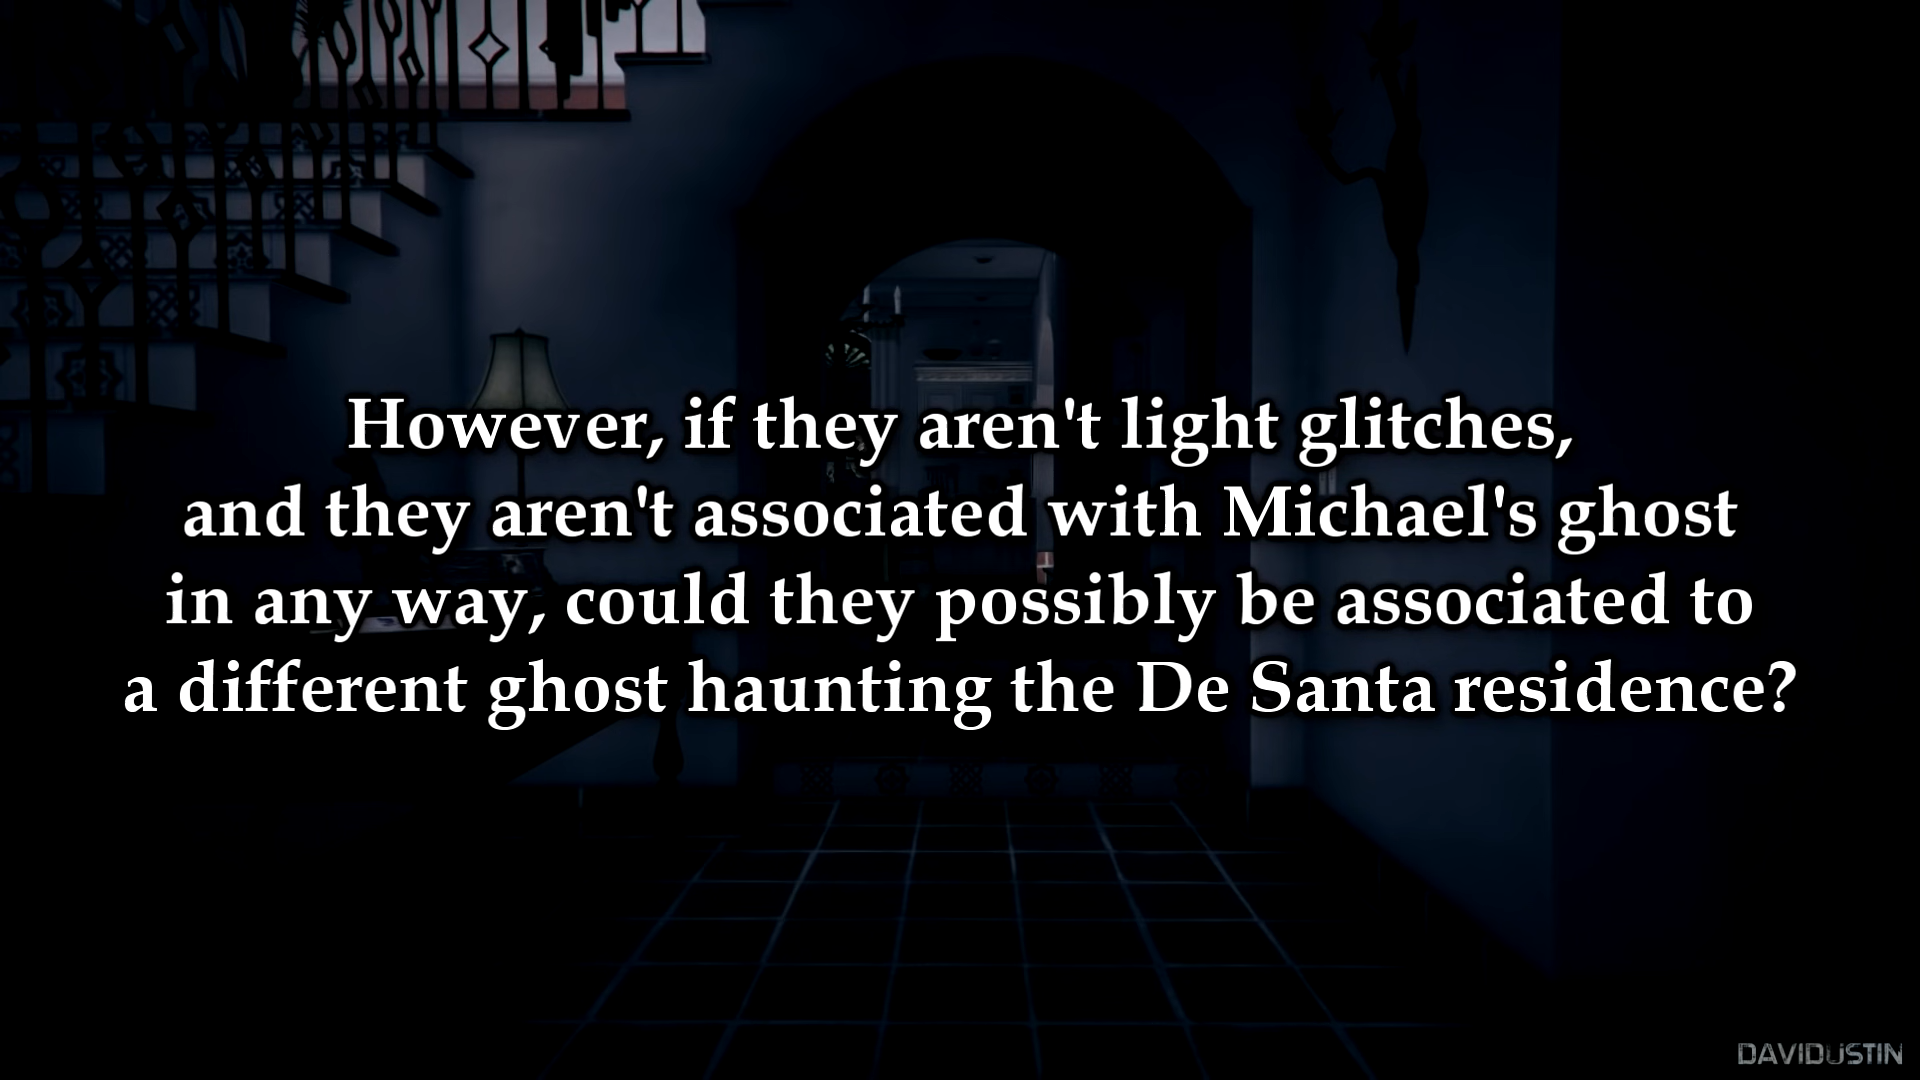 However, if they aren't light glitches,
and they aren't associated with Michael's ghost
in any way, could they possibly be associated to
a different ghost haunting the De Santa residence?
DAVIDUSTIN